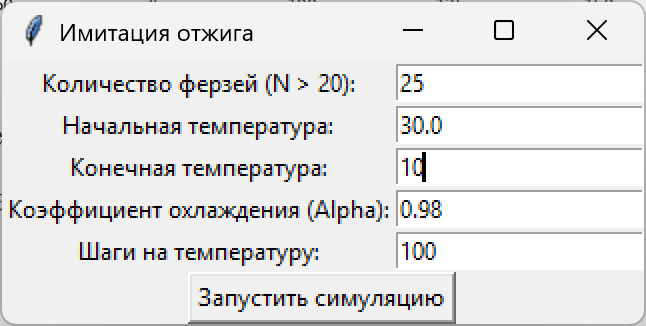 Имитация отжига
Количество ферзей (N > 20): 25
Начальная температура: 30.0
Конечная температура: 10
Коэффициент охлаждения (Alpha): 0.98
Шаги на температуру: 100
Запустить симуляцию